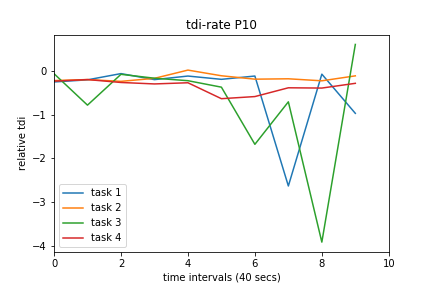 tdi-rate P10
relative tdi
0
−1
−2
−3
−4
task 1
task 2
task 3
task 4
0 2 4 6 8 10
time intervals (40 secs)